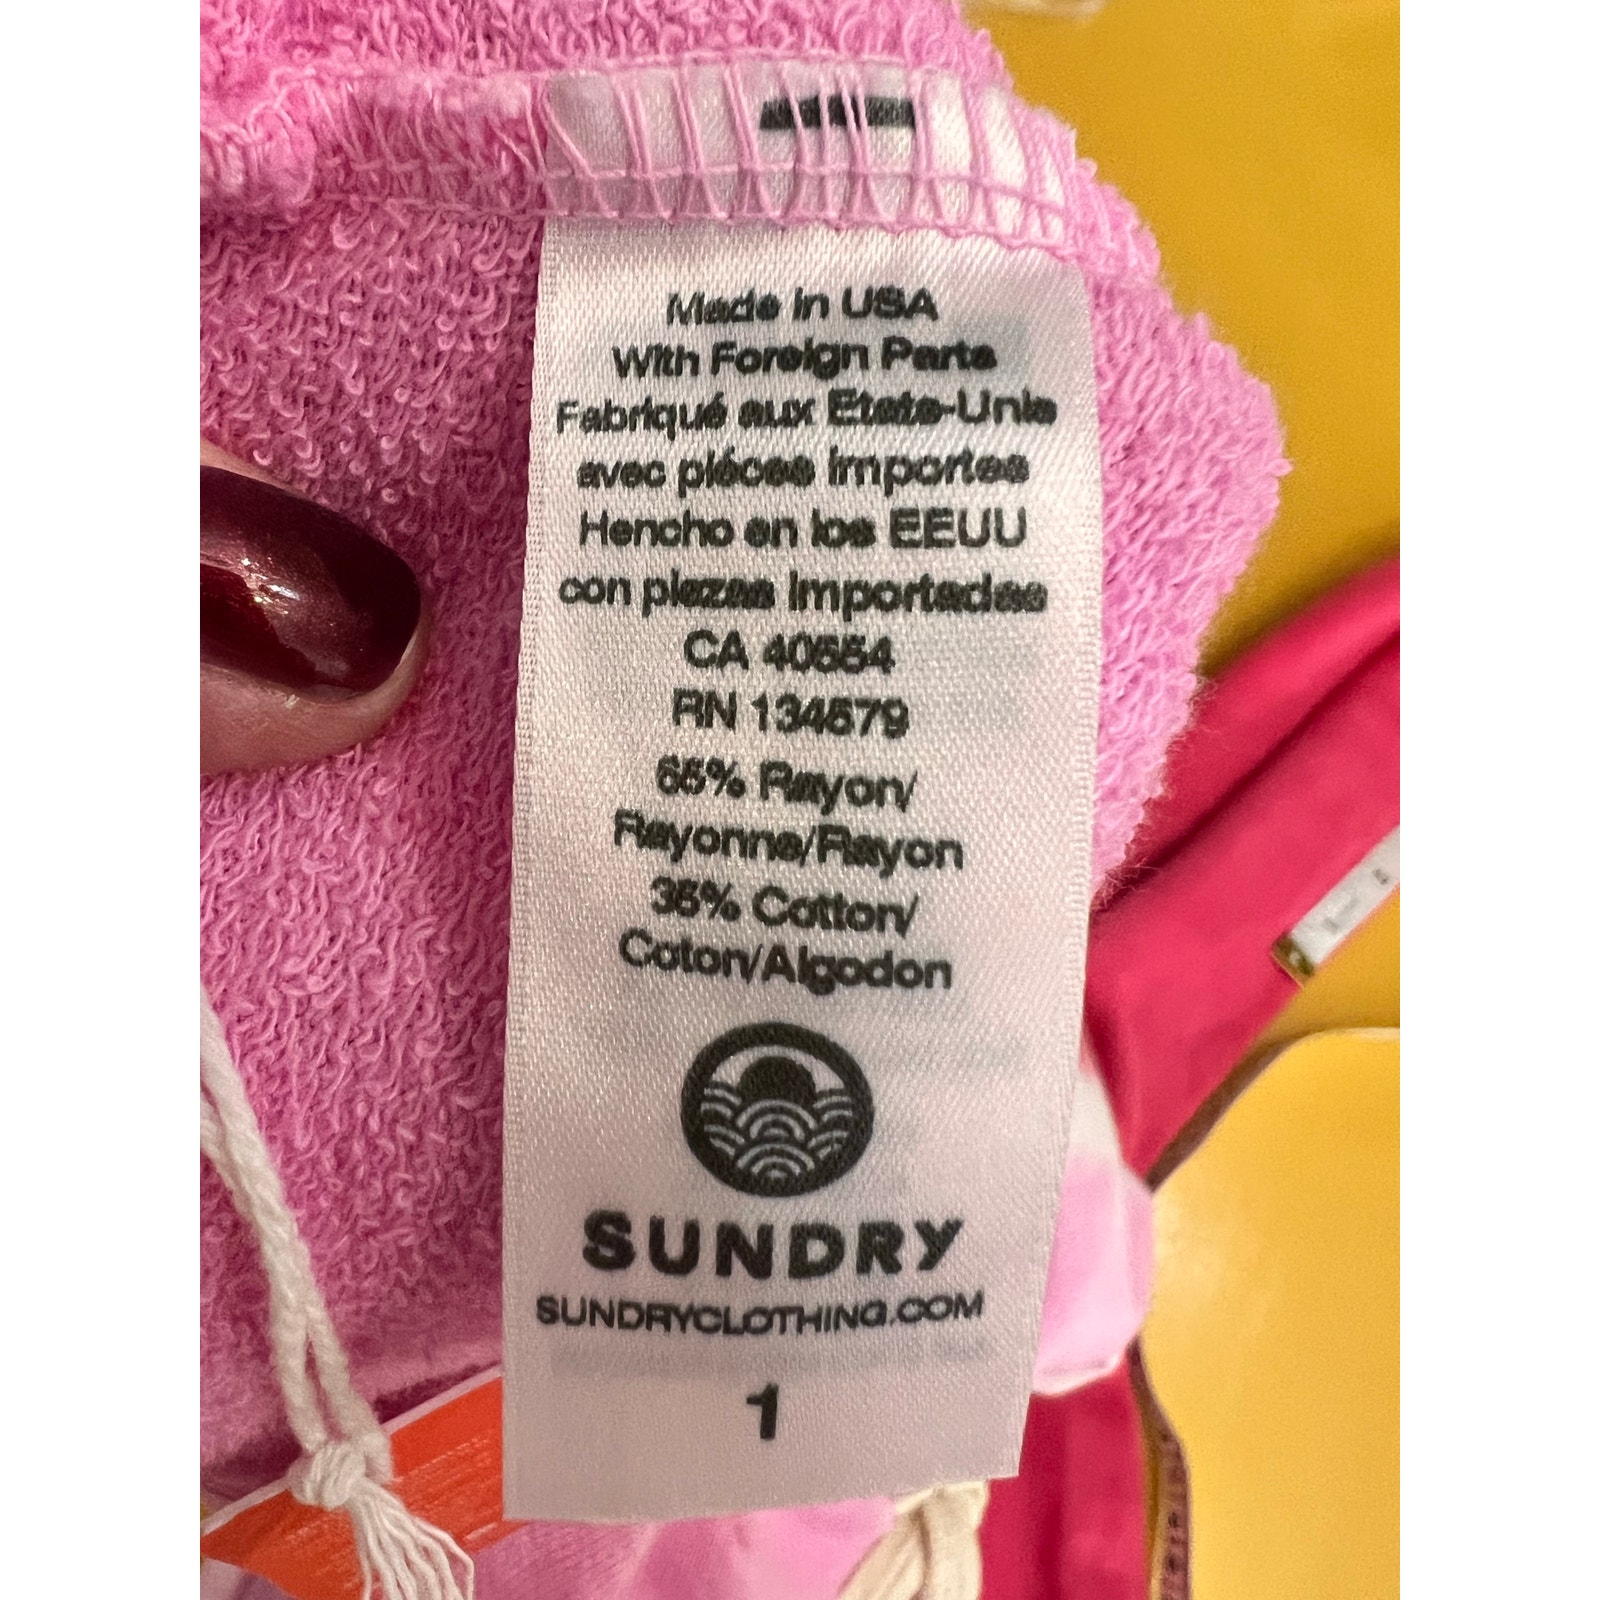 Made in USA
With Foreign Parts
Fabriqué aux Etats-Unis
avec piéces importes
Hencho en los EEUU
con piezas importadas
CA 40554
RN 134579
65% Rayon/
Rayonne/Rayon
35% Cotton/
Coton/Algodon
SUNDRY
SUNDRYCLOTHING.COM
1